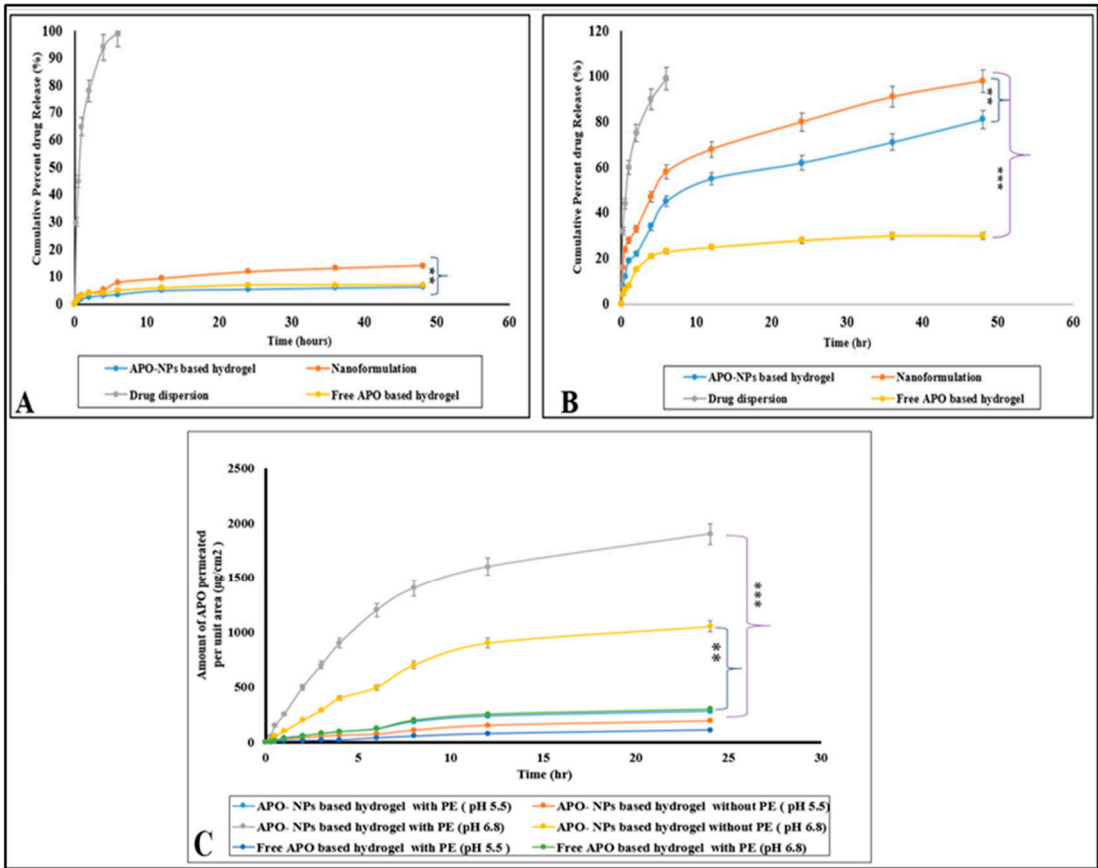 Cumulative Percent drug Release (%)
100
90
80
70
60
50
40
30
20
10
0
0 10 20 30 40 50 60
Time (hours)
**
APO-NPs based hydrogel Nanoformulation
Drug dispersion Free APO based hydrogel
A
Cumulative Percent drug Release (%)
120
100
80
60
40
20
0
0 10 20 30 40 50 60
Time (hr)
**
***
APO-NPs based hydrogel Nanoformulation
Drug dispersion Free APO based hydrogel
B
Amount of APO permeated
per unit area (µg/cm2 )
2500
2000
1500
1000
500
0
0 5 10 15 20 25 30
Time (hr)
***
**
APO- NPs based hydrogel with PE ( pH 5.5) APO- NPs based hydrogel without PE ( pH 5.5)
APO- NPs based hydrogel with PE (pH 6.8) APO- NPs based hydrogel without PE ( pH 6.8)
Free APO based hydrogel with PE (pH 5.5 ) Free APO based hydrogel with PE (pH 6.8)
C